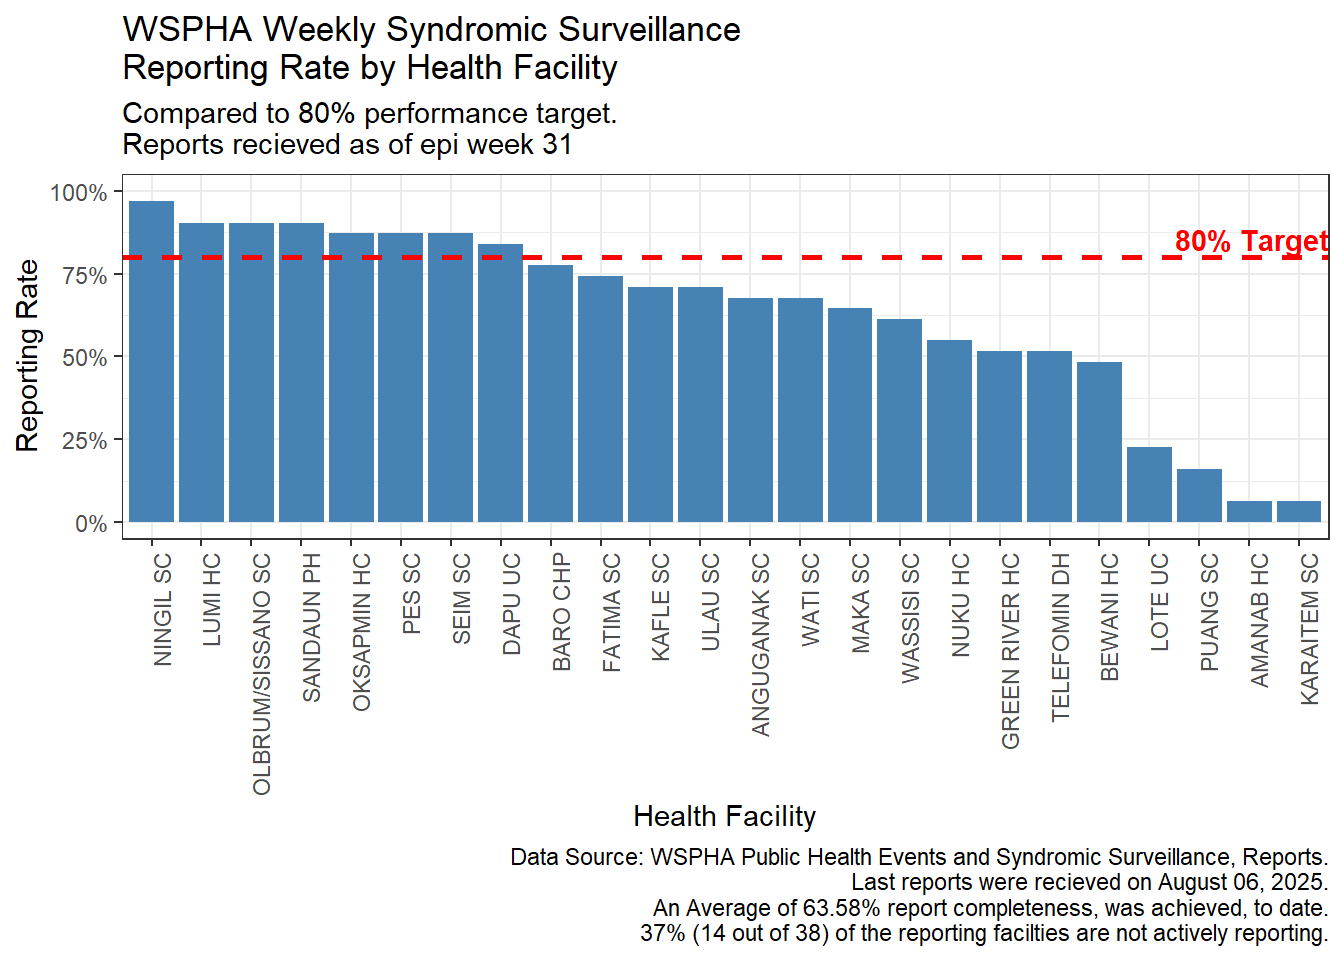 WSPHA Weekly Syndromic Surveillance
Reporting Rate by Health Facility
Compared to 80% performance target.
Reports recieved as of epi week 31
Reporting Rate
100%
75%
50%
25%
0%
80% Target
NINGIL SC
LUMI HC
OLBRUM/SISSANO SC
SANDAUN PH
OKSAPMIN HC
PES SC
SEIM SC
DAPU UC
BARO CHP
FATIMA SC
KAFLE SC
ULAU SC
ANGUGANAK SC
WATI SC
MAKA SC
WASSISI SC
NUKU HC
GREEN RIVER HC
TELEFOMIN DH
BEWANI HC
LOTE UC
PUANG SC
AMANAB HC
KARAITEM SC
Health Facility
Data Source: WSPHA Public Health Events and Syndromic Surveillance, Reports.
Last reports were recieved on August 06, 2025.
An Average of 63.58% report completeness, was achieved, to date.
37% (14 out of 38) of the reporting facilties are not actively reporting.